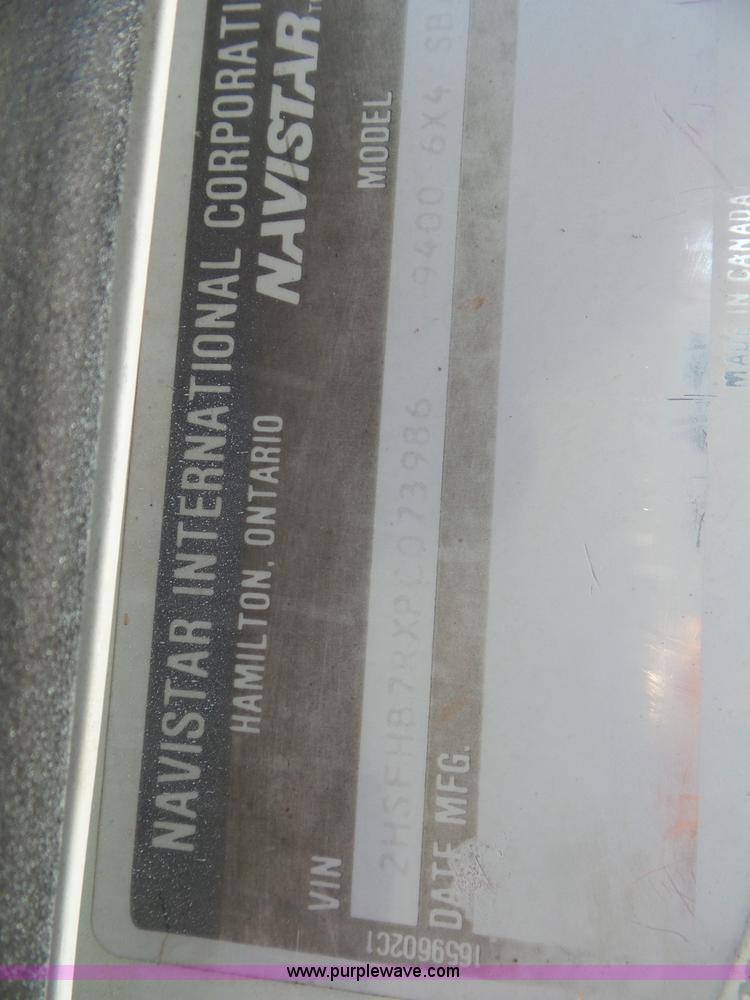 NAVISTAR INTERNATIONAL CORPORATI
HAMILTON, ONTARIO
NAVISTAR
VIN
MODEL
2HSFHB7RXPC073986
9400 6X4 SBA
DATE MFG.
MADE IN CANADA
1659602C1
www.purplewave.com